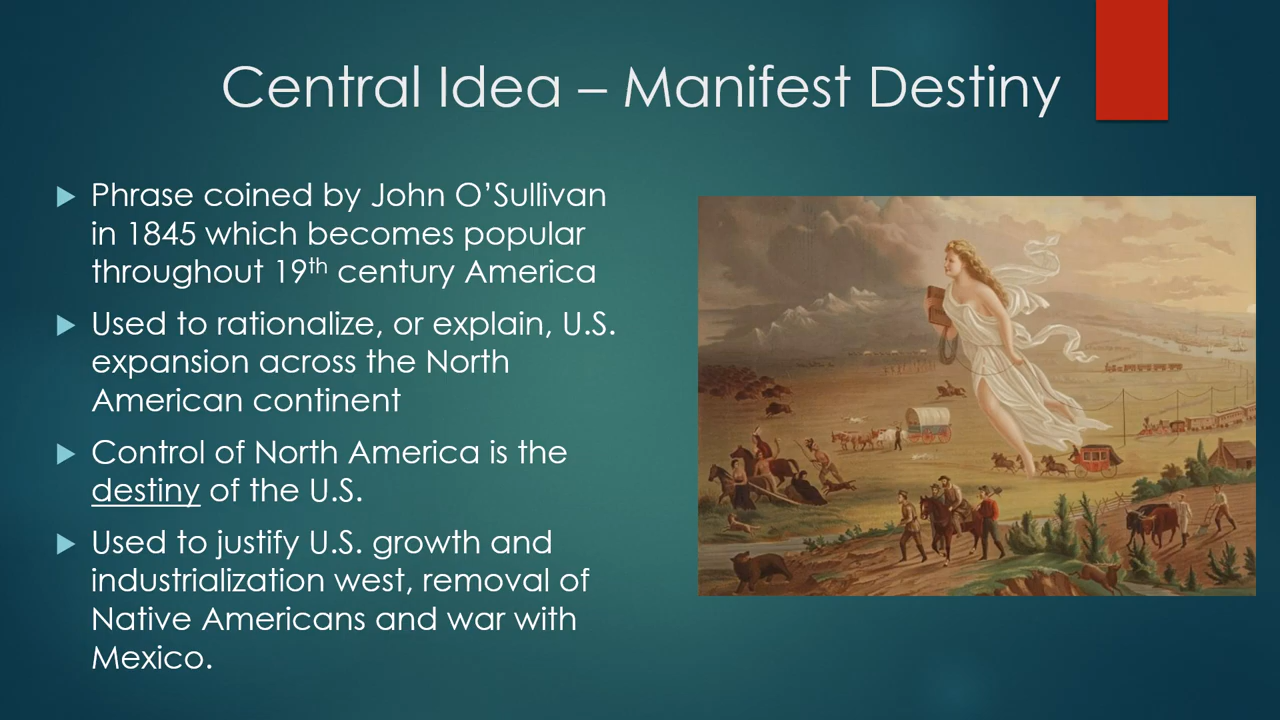 Central Idea – Manifest Destiny
Phrase coined by John O’Sullivan
in 1845 which becomes popular
throughout 19th century America
Used to rationalize, or explain, U.S.
expansion across the North
American continent
Control of North America is the
destiny of the U.S.
Used to justify U.S. growth and
industrialization west, removal of
Native Americans and war with
Mexico.